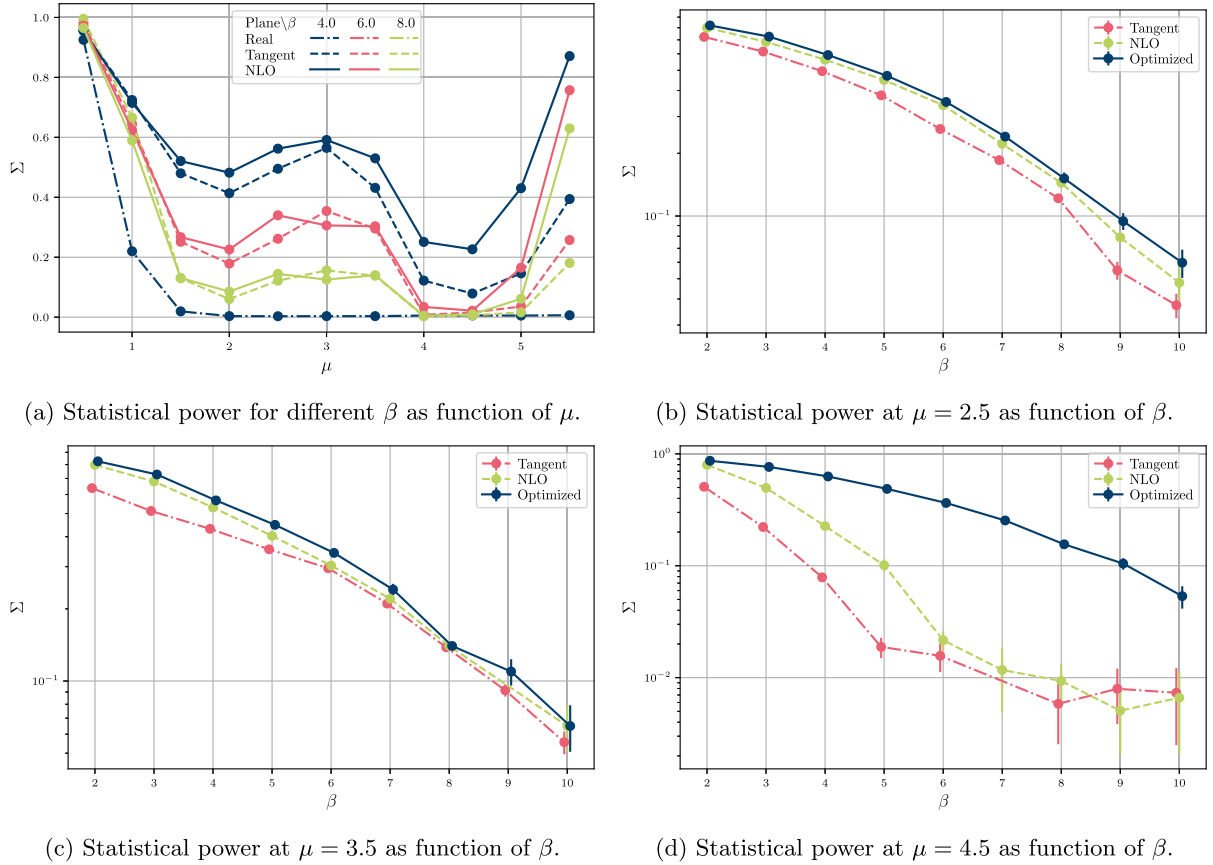 Plane\β 4.0 6.0 8.0
Real
Tangent
NLO
1.0
0.8
0.6
0.4
0.2
0.0
Σ
1 2 3 4 5
μ
(a) Statistical power for different β as function of μ.
Tangent
NLO
Optimized
Σ
10⁻¹
2 3 4 5 6 7 8 9 10
β
(b) Statistical power at μ = 2.5 as function of β.
Tangent
NLO
Optimized
Σ
10⁻¹
2 3 4 5 6 7 8 9 10
β
(c) Statistical power at μ = 3.5 as function of β.
Tangent
NLO
Optimized
10⁰
10⁻¹
10⁻²
Σ
2 3 4 5 6 7 8 9 10
β
(d) Statistical power at μ = 4.5 as function of β.